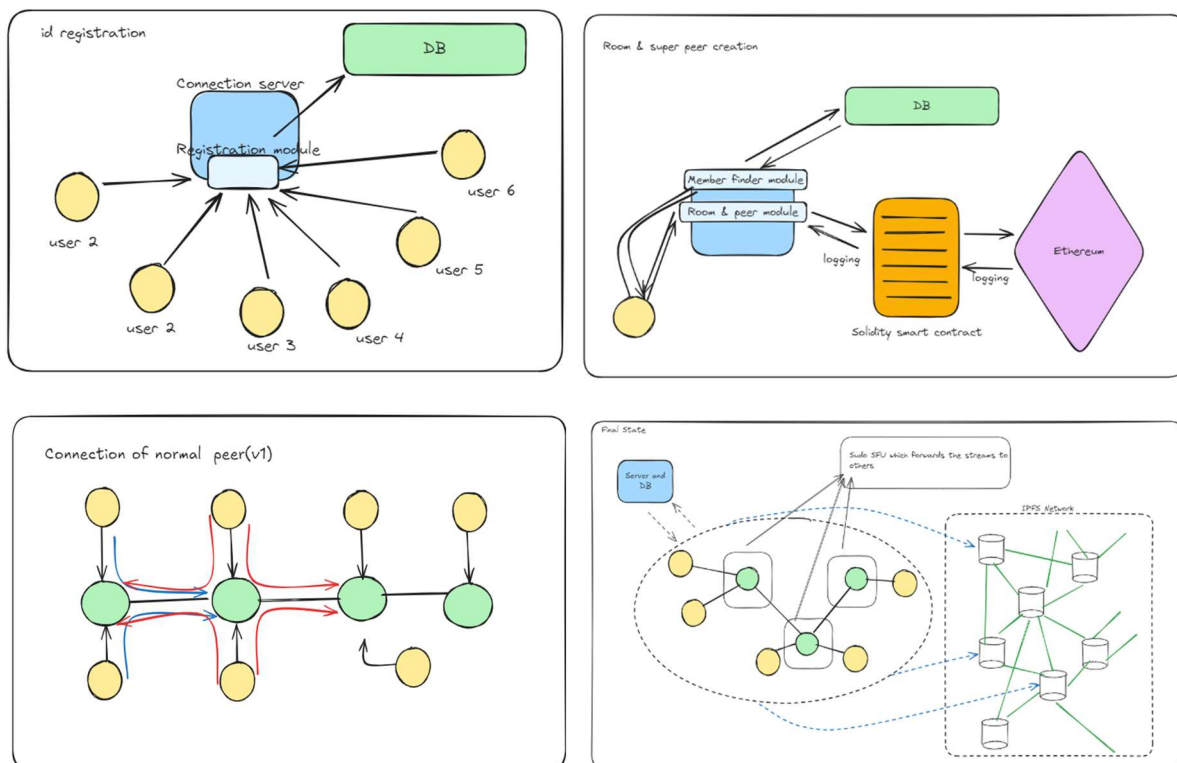 id registration
DB
Connection server
Registration module
user 6
user 2
user 5
user 2
user 4
user 3
Room & super peer creation
DB
Member finder module
Room & peer module
Ethereum
logging
logging
Solidity smart contract
Connection of normal peer(v1)
Final State
Sudo SFU which forwards the streams to
others
Server and
DB
IPFS Network